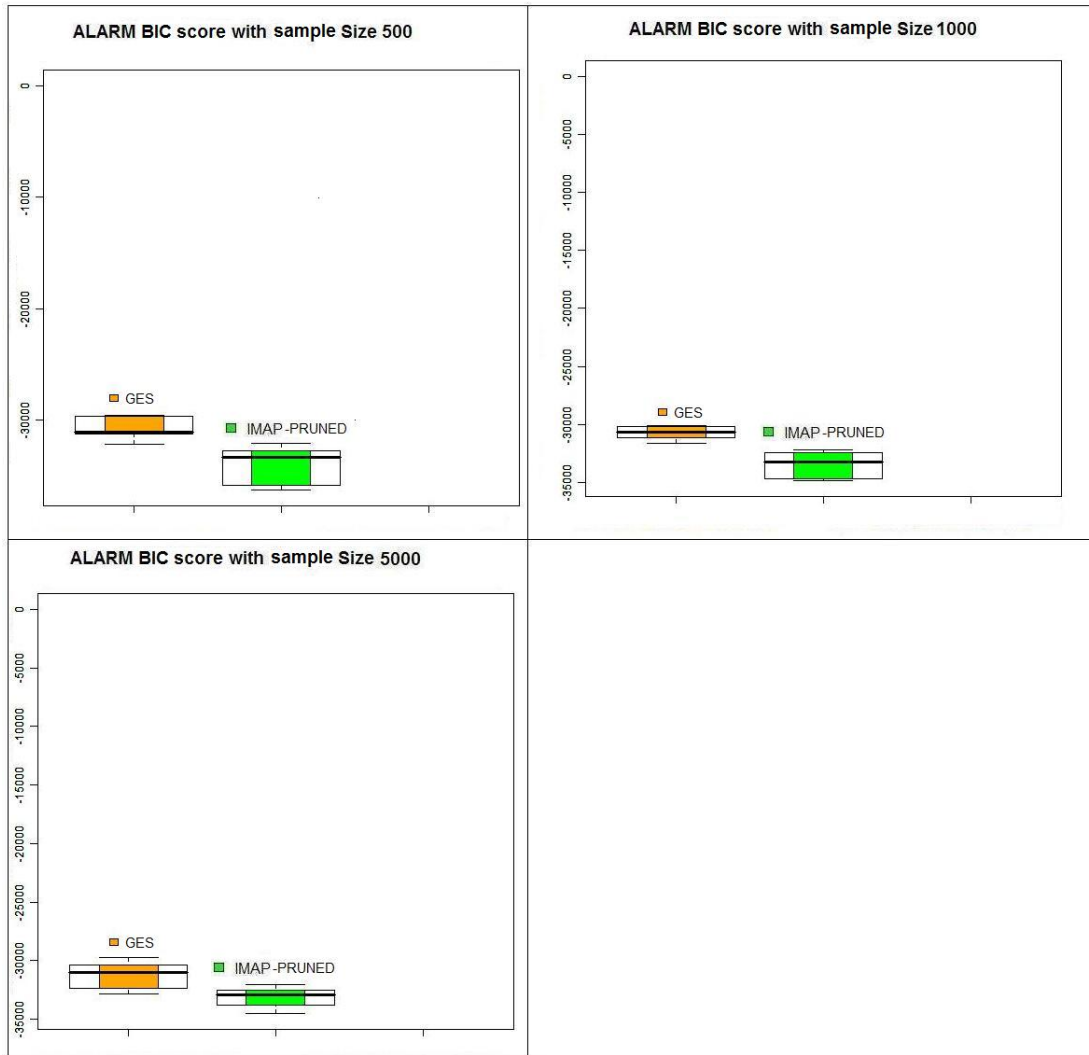 ALARM BIC score with sample Size 500
0
-10000
-20000
-30000
GES
IMAP-PRUNED
ALARM BIC score with sample Size 1000
0
-5000
-10000
-15000
-20000
-25000
-30000
-35000
GES
IMAP-PRUNED
ALARM BIC score with sample Size 5000
0
-5000
-10000
-15000
-20000
-25000
-30000
-35000
GES
IMAP-PRUNED